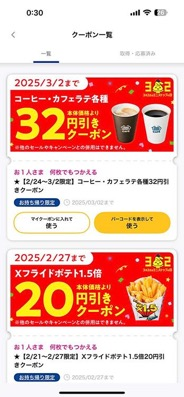 0:30
クーポン一覧
一覧
取得・応募済み
2025/3/2まで
コーヒー・カフェラテ各種
32
本体価格より
円引き
クーポン
※他のセールやキャンペーンとの併用はできません。
お1人さま 何枚でもつかえる
★【2/24～3/2限定】コーヒー・カフェラテ各種32円引きクーポン
お持ち帰り限定
2025/03/02まで
マイクーポンに入れて
使う
バーコードを表示して
使う
2025/2/27まで
Xフライドポテト1.5倍
20
本体価格より
円引き
クーポン
※他のセールやキャンペーンとの併用はできません。
お1人さま 何枚でもつかえる
★【2/21～2/27限定】Xフライドポテト1.5倍20円引きクーポン
お持ち帰り限定
2025/02/27まで